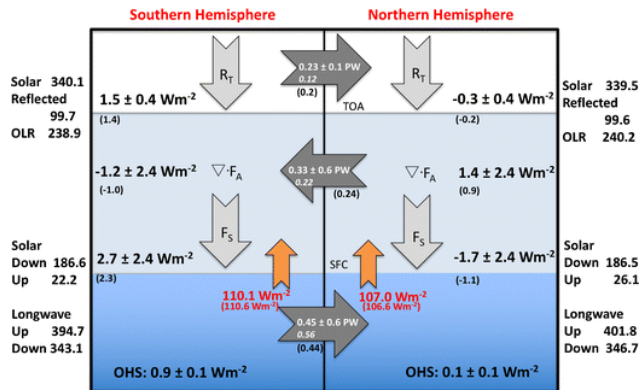 Southern Hemisphere Northern Hemisphere
Solar 340.1
Reflected
99.7
OLR 238.9
R_T
1.5 ± 0.4 Wm⁻²
(1.4)
0.23 ± 0.1 PW
0.12
(0.2)
TOA
R_T
-0.3 ± 0.4 Wm⁻²
(-0.2)
Solar 339.5
Reflected
99.6
OLR 240.2
-1.2 ± 2.4 Wm⁻²
(-1.0)
▽·F_A
0.33 ± 0.6 PW
0.22
(0.24)
▽·F_A
1.4 ± 2.4 Wm⁻²
(0.9)
Solar
Down 186.6
Up 22.2
F_S
2.7 ± 2.4 Wm⁻²
(2.3)
SFC
F_S
-1.7 ± 2.4 Wm⁻²
(-1.1)
Solar
Down 186.5
Up 26.1
110.1 Wm⁻²
(110.6 Wm⁻²)
107.0 Wm⁻²
(106.6 Wm⁻²)
Longwave
Up 394.7
Down 343.1
0.45 ± 0.6 PW
0.56
(0.44)
Longwave
Up 401.8
Down 346.7
OHS: 0.9 ± 0.1 Wm⁻² OHS: 0.1 ± 0.1 Wm⁻²